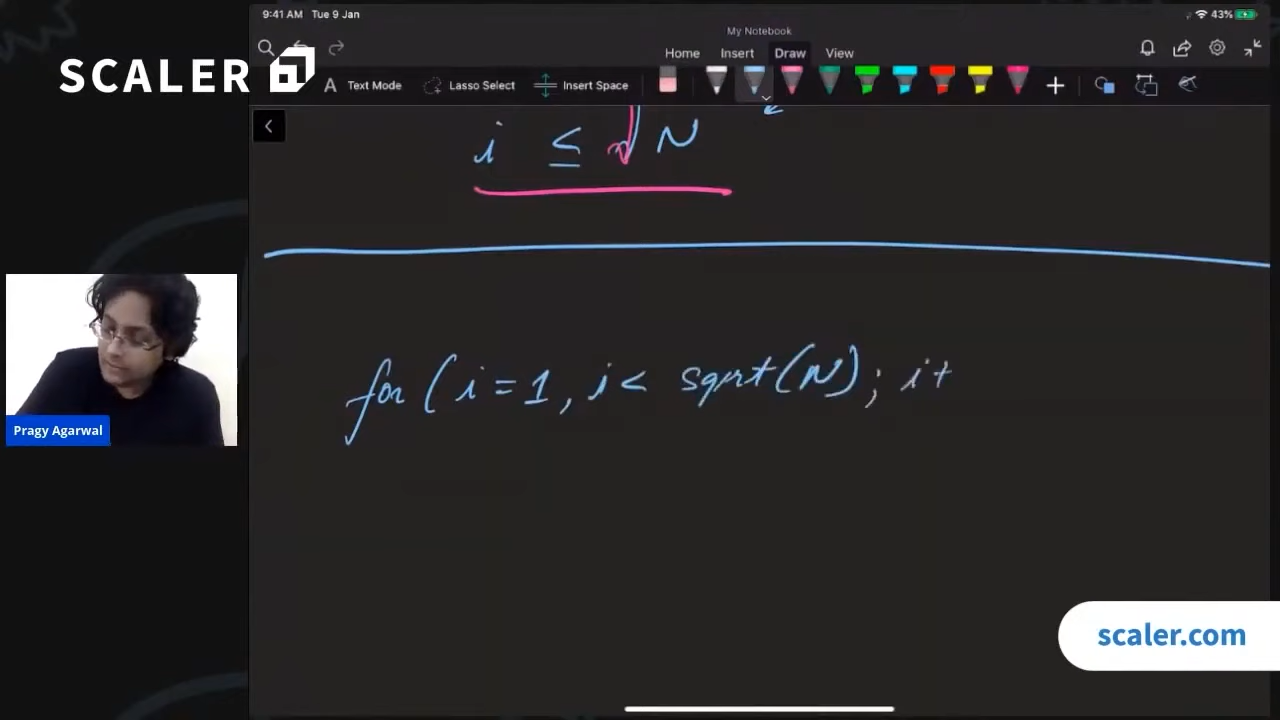 9:41 AM Tue 9 Jan
43%
My Notebook
Home Insert Draw View
SCALER
A Text Mode Lasso Select Insert Space
i ≤ √N
for ( i = 1, i < sqrt(N); i+
Pragy Agarwal
scaler.com